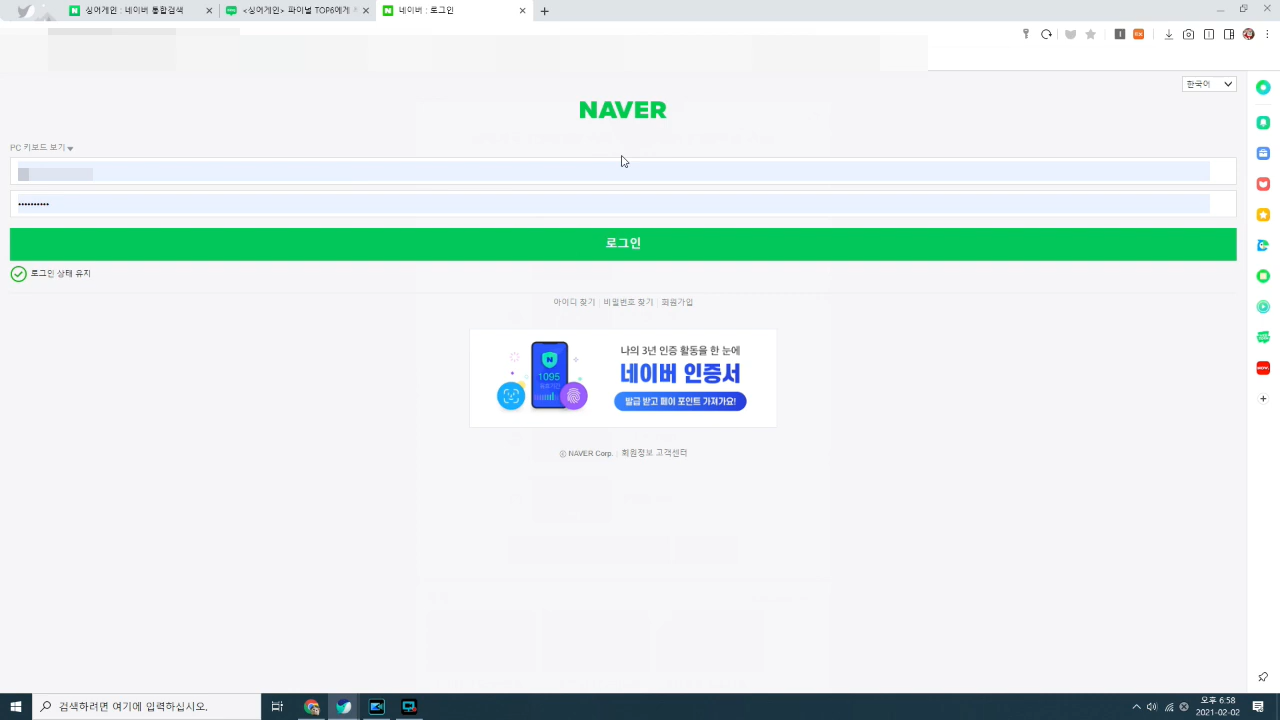 싱어게인 : 네이버 통합검색
<싱어게인> 파이널 TOP6에게
네이버 : 로그인
한국어
NAVER
PC 키보드 보기
••••••••••
로그인
로그인 상태 유지
아이디 찾기 | 비밀번호 찾기 | 회원가입
나의 3년 인증 활동을 한 눈에
네이버 인증서
발급 받고 페이 포인트 가져가요!
N
1095
ⓒ NAVER Corp. | 회원정보 고객센터
검색하려면 여기에 입력하십시오.
오후 6:58
2021-02-02